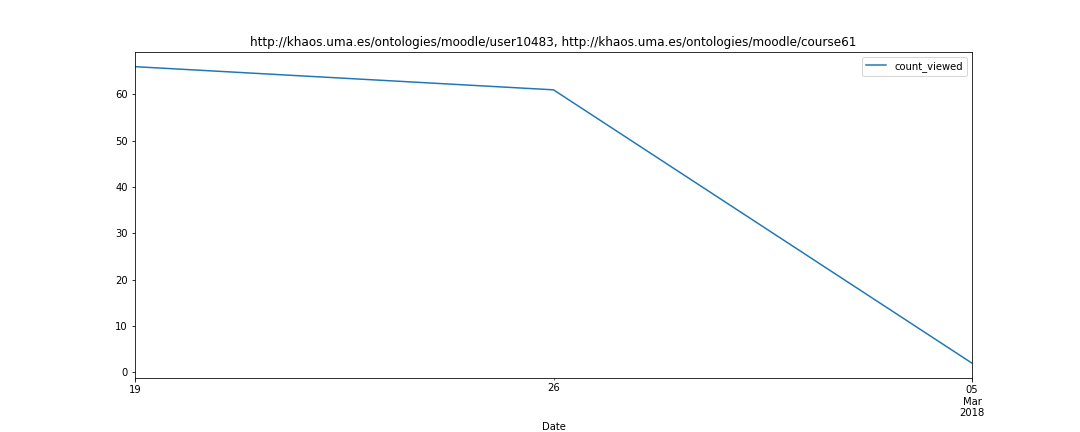 http://khaos.uma.es/ontologies/moodle/user10483, http://khaos.uma.es/ontologies/moodle/course61
count_viewed
60
50
40
30
20
10
0
19
26
05
Mar
2018
Date